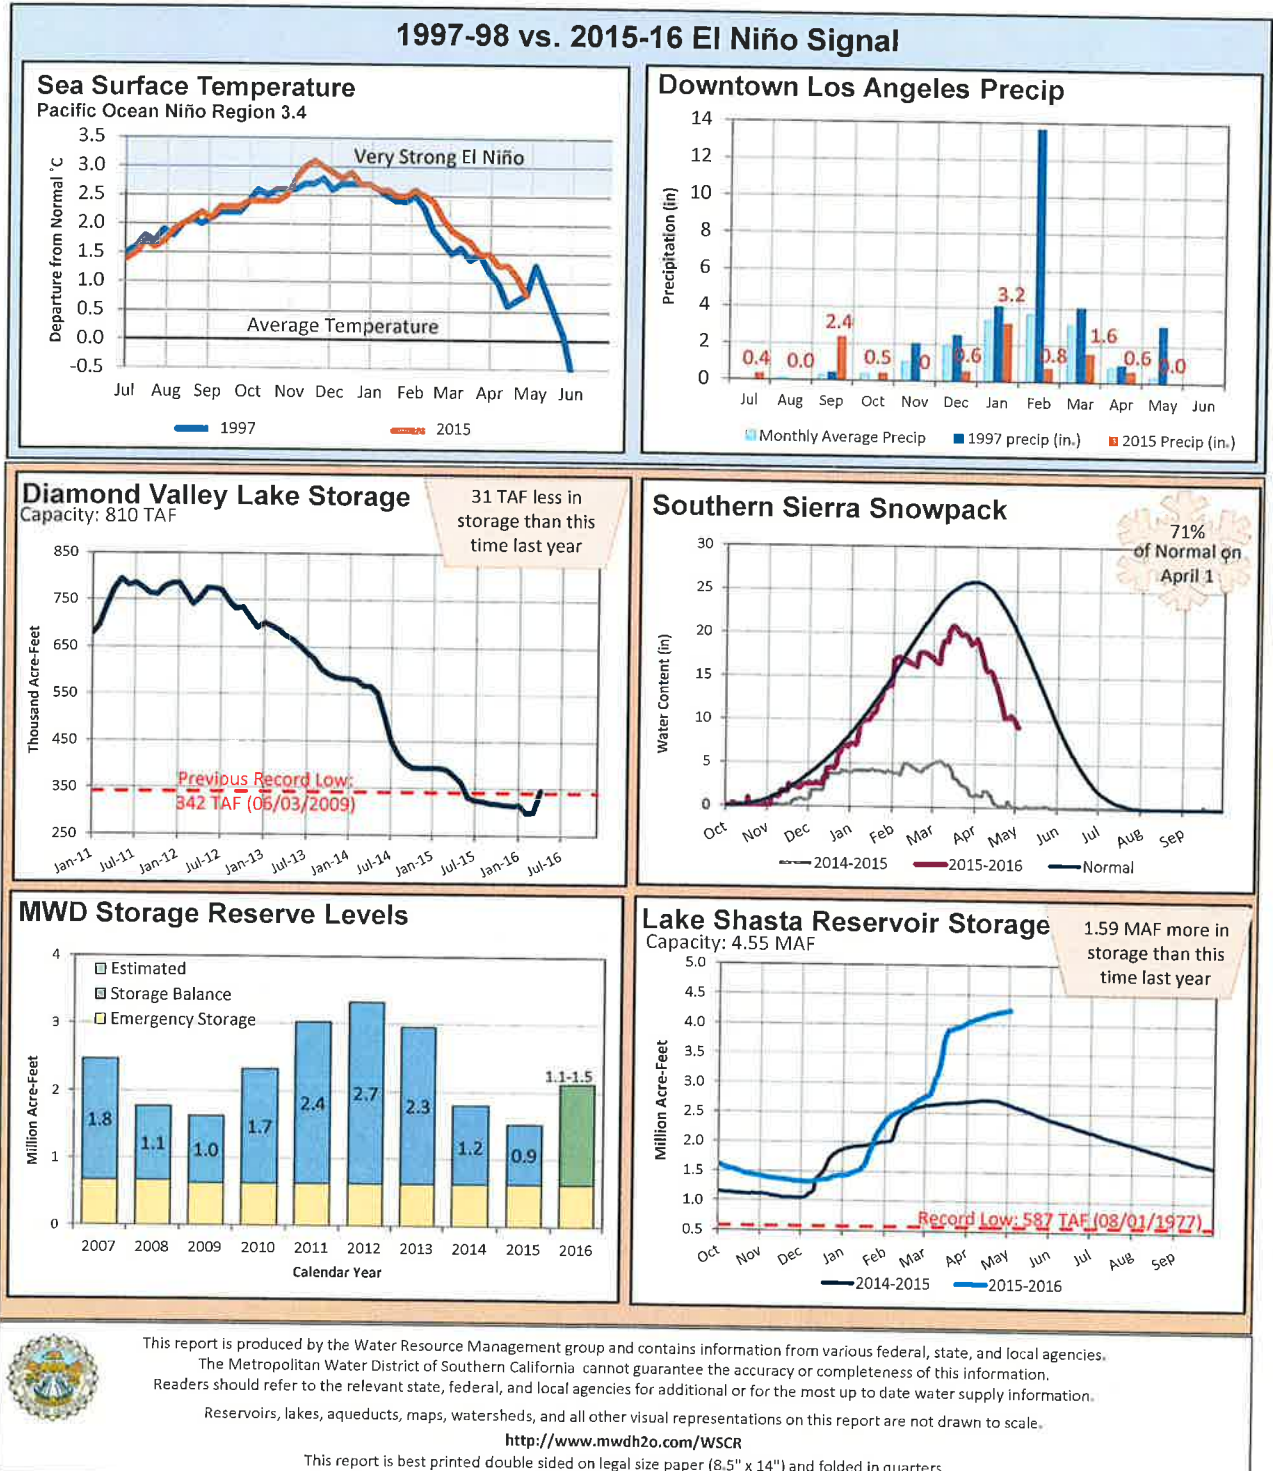 1997-98 vs. 2015-16 El Niño Signal
Sea Surface Temperature
Pacific Ocean Niño Region 3.4
3.5
3.0
2.5
2.0
1.5
1.0
0.5
0.0
-0.5
Departure from Normal °C
Very Strong El Niño
Average Temperature
Jul Aug Sep Oct Nov Dec Jan Feb Mar Apr May Jun
1997 2015
Downtown Los Angeles Precip
14
12
10
8
6
4
2
0
Precipitation (in)
0.4 0.0 2.4 0.5 0 0.6 3.2 0.8 1.6 0.6 0.0
Jul Aug Sep Oct Nov Dec Jan Feb Mar Apr May Jun
Monthly Average Precip 1997 precip (in.) 2015 Precip (in.)
Diamond Valley Lake Storage
Capacity: 810 TAF
31 TAF less in
storage than this
time last year
850
750
650
550
450
350
250
Thousand Acre-Feet
Previous Record Low:
342 TAF (06/03/2009)
Jan-11 Jul-11 Jan-12 Jul-12 Jan-13 Jul-13 Jan-14 Jul-14 Jan-15 Jul-15 Jan-16 Jul-16
Southern Sierra Snowpack
71%
of Normal on
April 1
30
25
20
15
10
5
0
Water Content (in)
Oct Nov Dec Jan Feb Mar Apr May Jun Jul Aug Sep
2014-2015 2015-2016 Normal
MWD Storage Reserve Levels
4
3
2
1
0
Million Acre-Feet
Estimated
Storage Balance
Emergency Storage
1.8 1.1 1.0 1.7 2.4 2.7 2.3 1.2 0.9 1.1-1.5
2007 2008 2009 2010 2011 2012 2013 2014 2015 2016
Calendar Year
Lake Shasta Reservoir Storage
Capacity: 4.55 MAF
1.59 MAF more in
storage than this
time last year
5.0
4.5
4.0
3.5
3.0
2.5
2.0
1.5
1.0
0.5
Million Acre-Feet
Record Low: 587 TAF (08/01/1977)
Oct Nov Dec Jan Feb Mar Apr May Jun Jul Aug Sep
2014-2015 2015-2016
This report is produced by the Water Resource Management group and contains information from various federal, state, and local agencies.
The Metropolitan Water District of Southern California cannot guarantee the accuracy or completeness of this information.
Readers should refer to the relevant state, federal, and local agencies for additional or for the most up to date water supply information.
Reservoirs, lakes, aqueducts, maps, watersheds, and all other visual representations on this report are not drawn to scale.
http://www.mwdh2o.com/WSCR
This report is best printed double sided on legal size paper (8.5" x 14") and folded in quarters